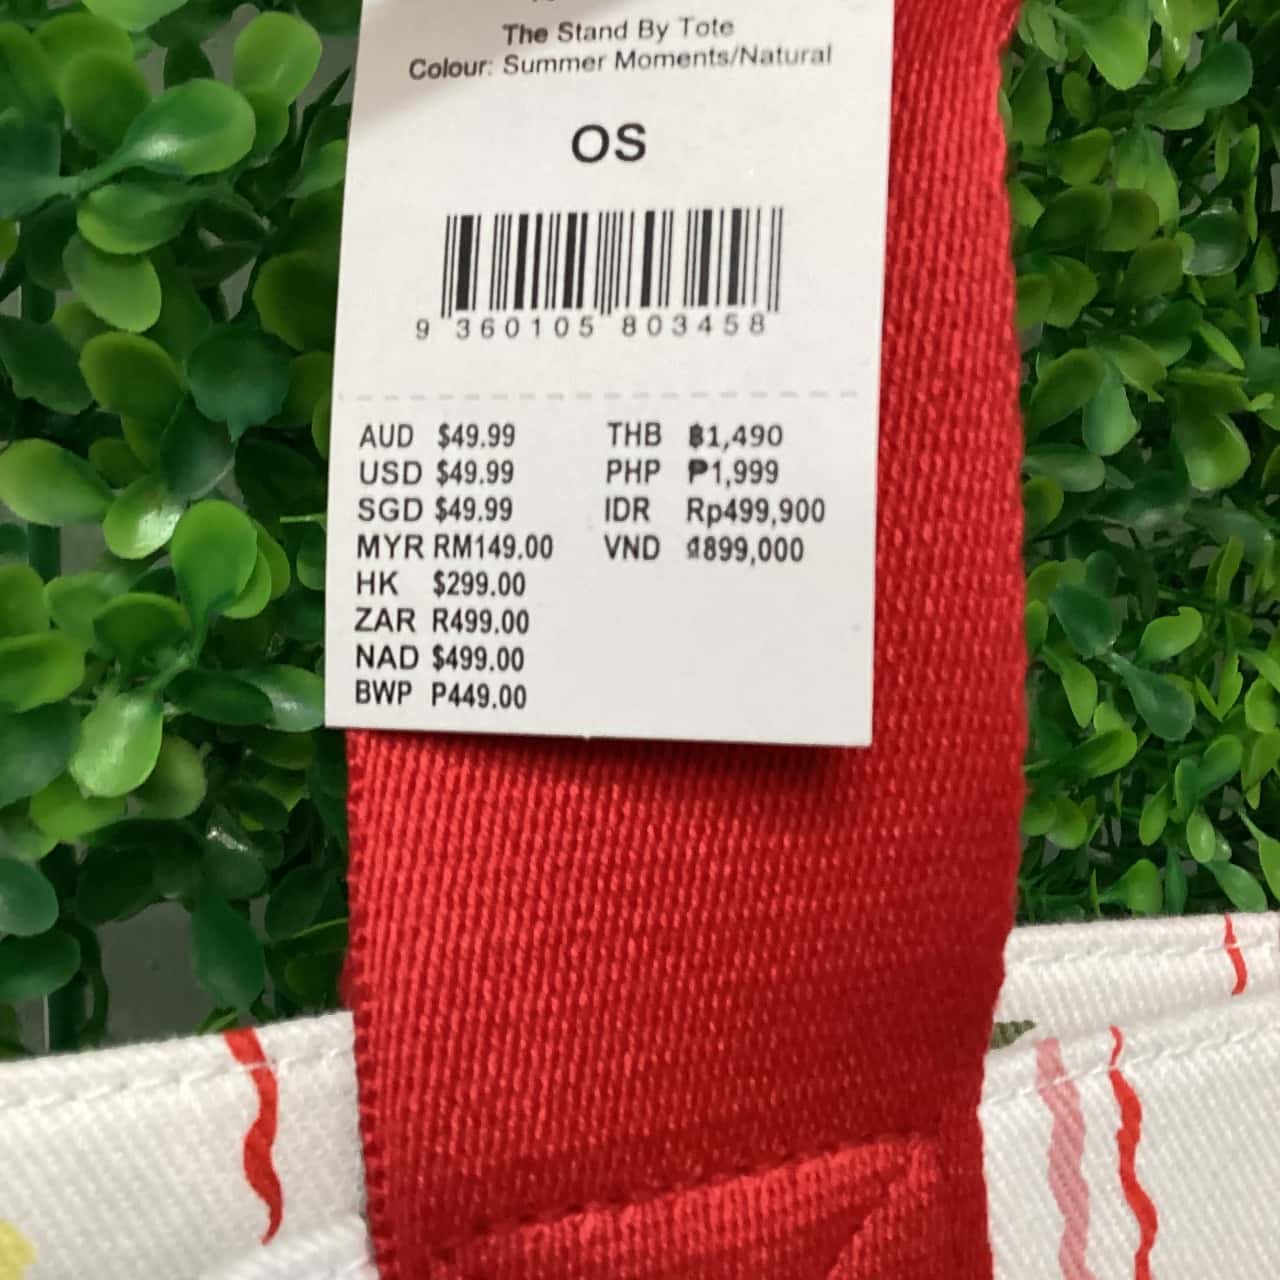 The Stand By Tote
Colour: Summer Moments/Natural
OS
9 360105 803458
AUD $49.99 THB ฿1,490
USD $49.99 PHP ₱1,999
SGD $49.99 IDR Rp499,900
MYR RM149.00 VND ₫899,000
HK $299.00
ZAR R499.00
NAD $499.00
BWP P449.00